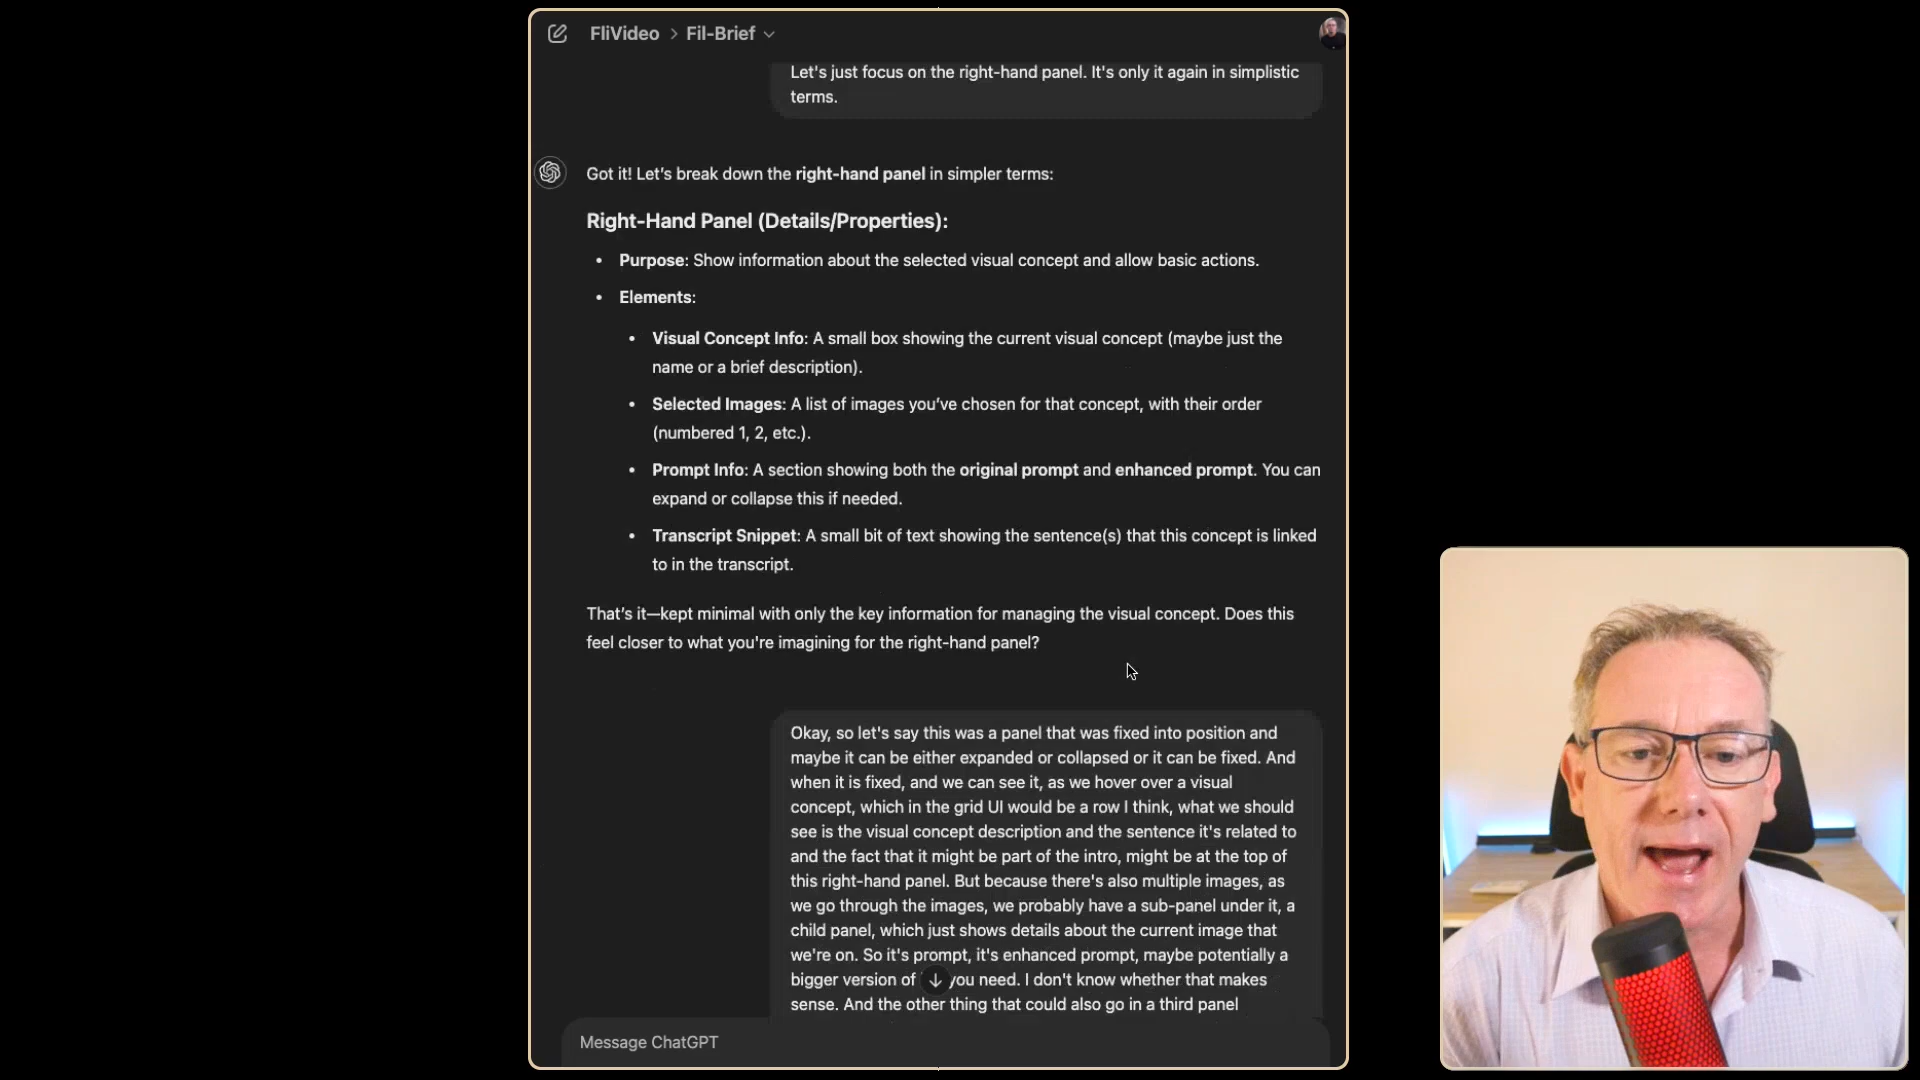 FliVideo > Fil-Brief
Let's just focus on the right-hand panel. It's only it again in simplistic
terms.
Got it! Let's break down the right-hand panel in simpler terms:
Right-Hand Panel (Details/Properties):
• Purpose: Show information about the selected visual concept and allow basic actions.
• Elements:
• Visual Concept Info: A small box showing the current visual concept (maybe just the
name or a brief description).
• Selected Images: A list of images you've chosen for that concept, with their order
(numbered 1, 2, etc.).
• Prompt Info: A section showing both the original prompt and enhanced prompt. You can
expand or collapse this if needed.
• Transcript Snippet: A small bit of text showing the sentence(s) that this concept is linked
to in the transcript.
That's it—kept minimal with only the key information for managing the visual concept. Does this
feel closer to what you're imagining for the right-hand panel?
Okay, so let's say this was a panel that was fixed into position and
maybe it can be either expanded or collapsed or it can be fixed. And
when it is fixed, and we can see it, as we hover over a visual
concept, which in the grid UI would be a row I think, what we should
see is the visual concept description and the sentence it's related to
and the fact that it might be part of the intro, might be at the top of
this right-hand panel. But because there's also multiple images, as
we go through the images, we probably have a sub-panel under it, a
child panel, which just shows details about the current image that
we're on. So it's prompt, it's enhanced prompt, maybe potentially a
bigger version of you need. I don't know whether that makes
sense. And the other thing that could also go in a third panel
Message ChatGPT